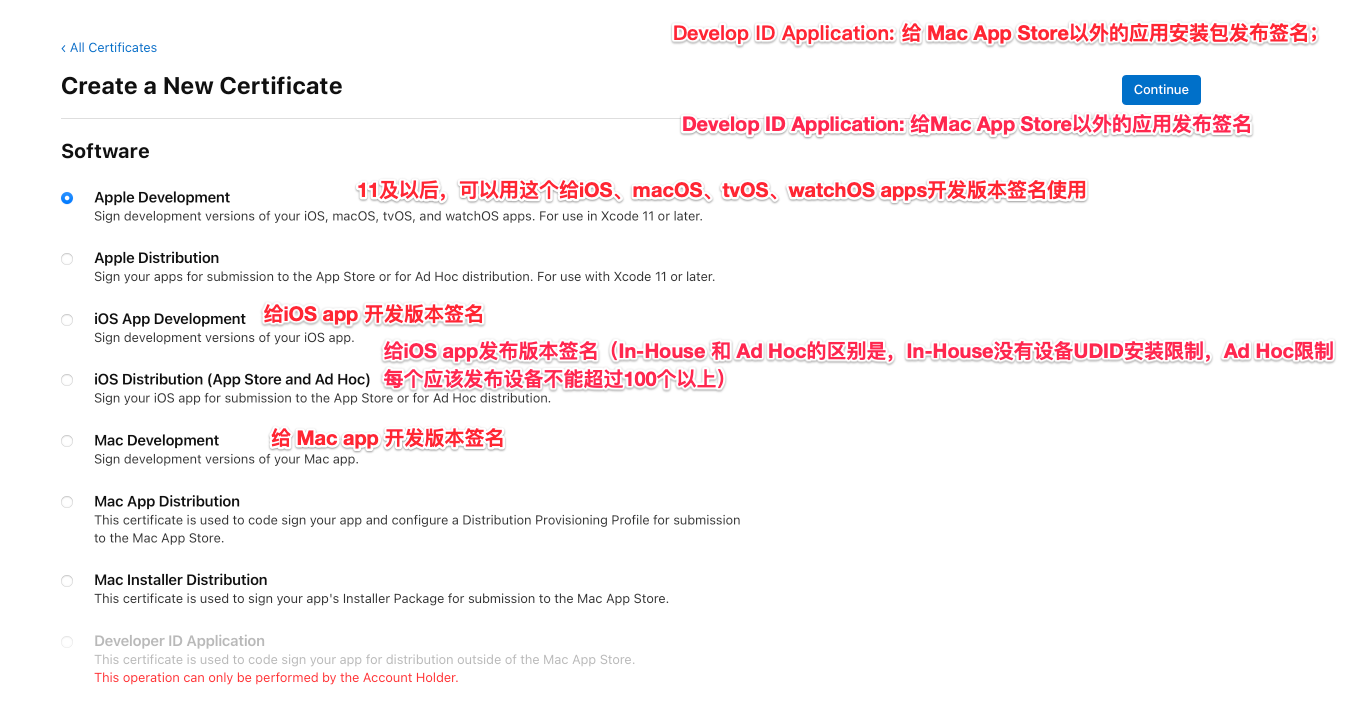 Develop ID Application: 给 Mac App Store以外的应用安装包发布签名；
‹ All Certificates
Create a New Certificate
Continue
Develop ID Application: 给Mac App Store以外的应用发布签名
Software
Apple Development
11及以后，可以用这个给iOS、macOS、tvOS、watchOS apps开发版本签名使用
Sign development versions of your iOS, macOS, tvOS, and watchOS apps. For use in Xcode 11 or later.
Apple Distribution
Sign your apps for submission to the App Store or for Ad Hoc distribution. For use with Xcode 11 or later.
iOS App Development
给iOS app 开发版本签名
Sign development versions of your iOS app.
给iOS app发布版本签名（In-House 和 Ad Hoc的区别是，In-House没有设备UDID安装限制，Ad Hoc限制
每个应该发布设备不能超过100个以上）
iOS Distribution (App Store and Ad Hoc)
Sign your iOS app for submission to the App Store or for Ad Hoc distribution.
Mac Development
给 Mac app 开发版本签名
Sign development versions of your Mac app.
Mac App Distribution
This certificate is used to code sign your app and configure a Distribution Provisioning Profile for submission
to the Mac App Store.
Mac Installer Distribution
This certificate is used to sign your app's Installer Package for submission to the Mac App Store.
Developer ID Application
This certificate is used to code sign your app for distribution outside of the Mac App Store.
This operation can only be performed by the Account Holder.